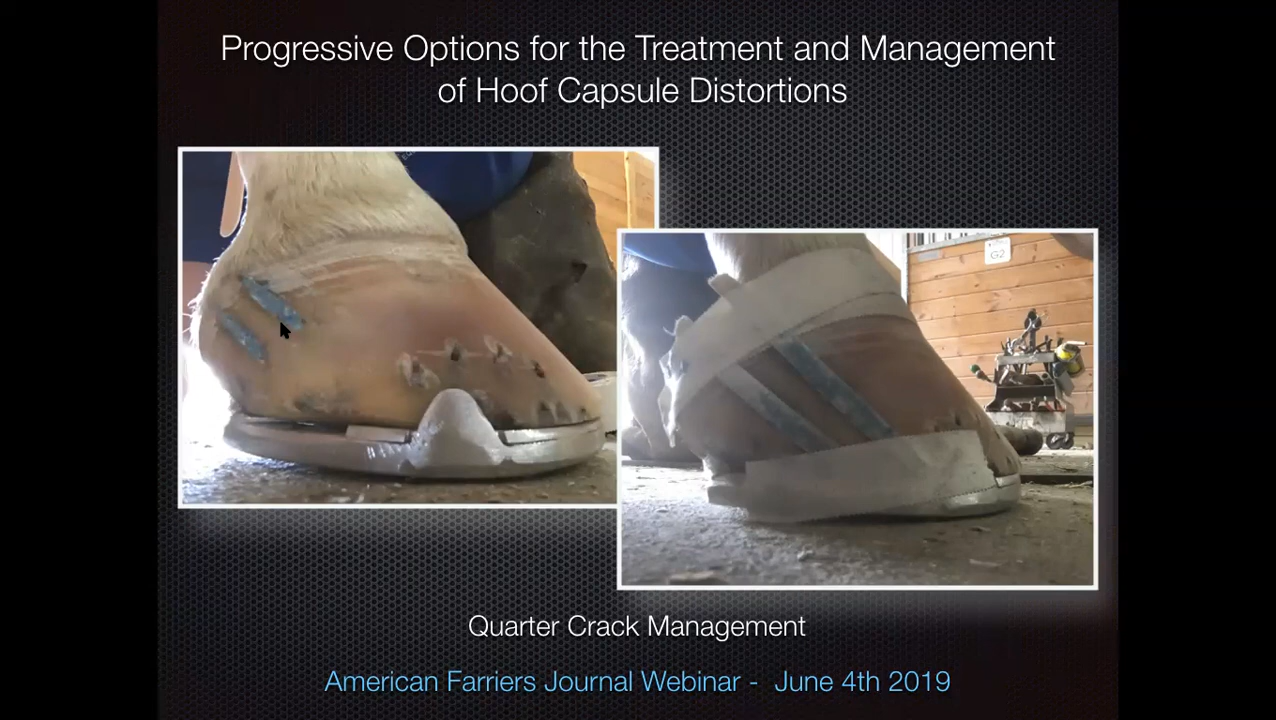 Progressive Options for the Treatment and Management
of Hoof Capsule Distortions
G2
Quarter Crack Management
American Farriers Journal Webinar - June 4th 2019